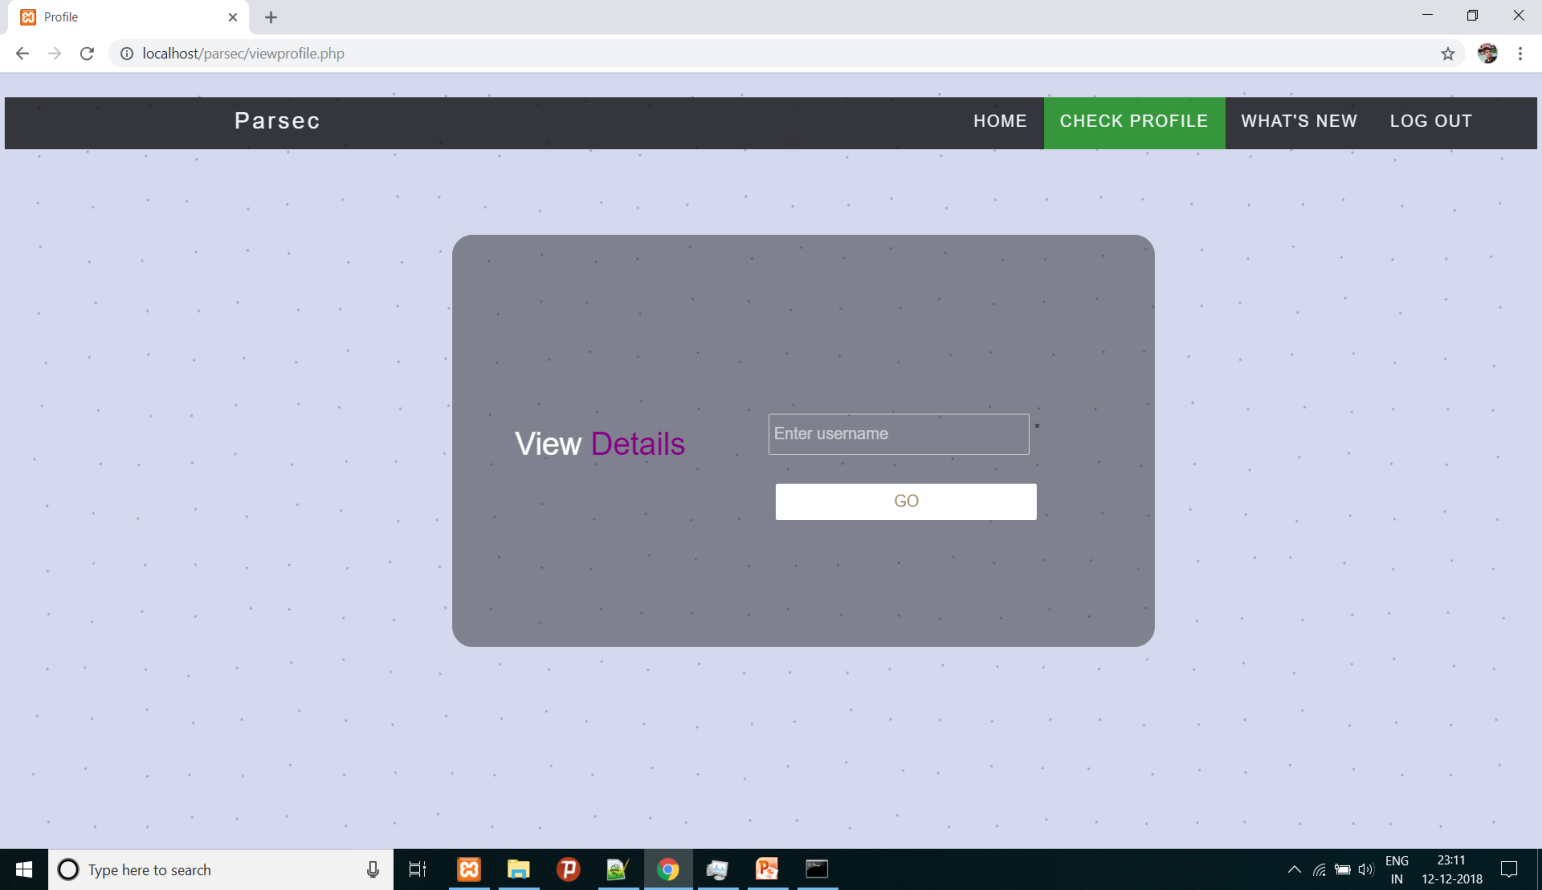 Profile
localhost/parsec/viewprofile.php
Parsec
HOME
CHECK PROFILE
WHAT'S NEW
LOG OUT
View Details
Enter username
*
GO
Type here to search
ENG
IN
23:11
12-12-2018